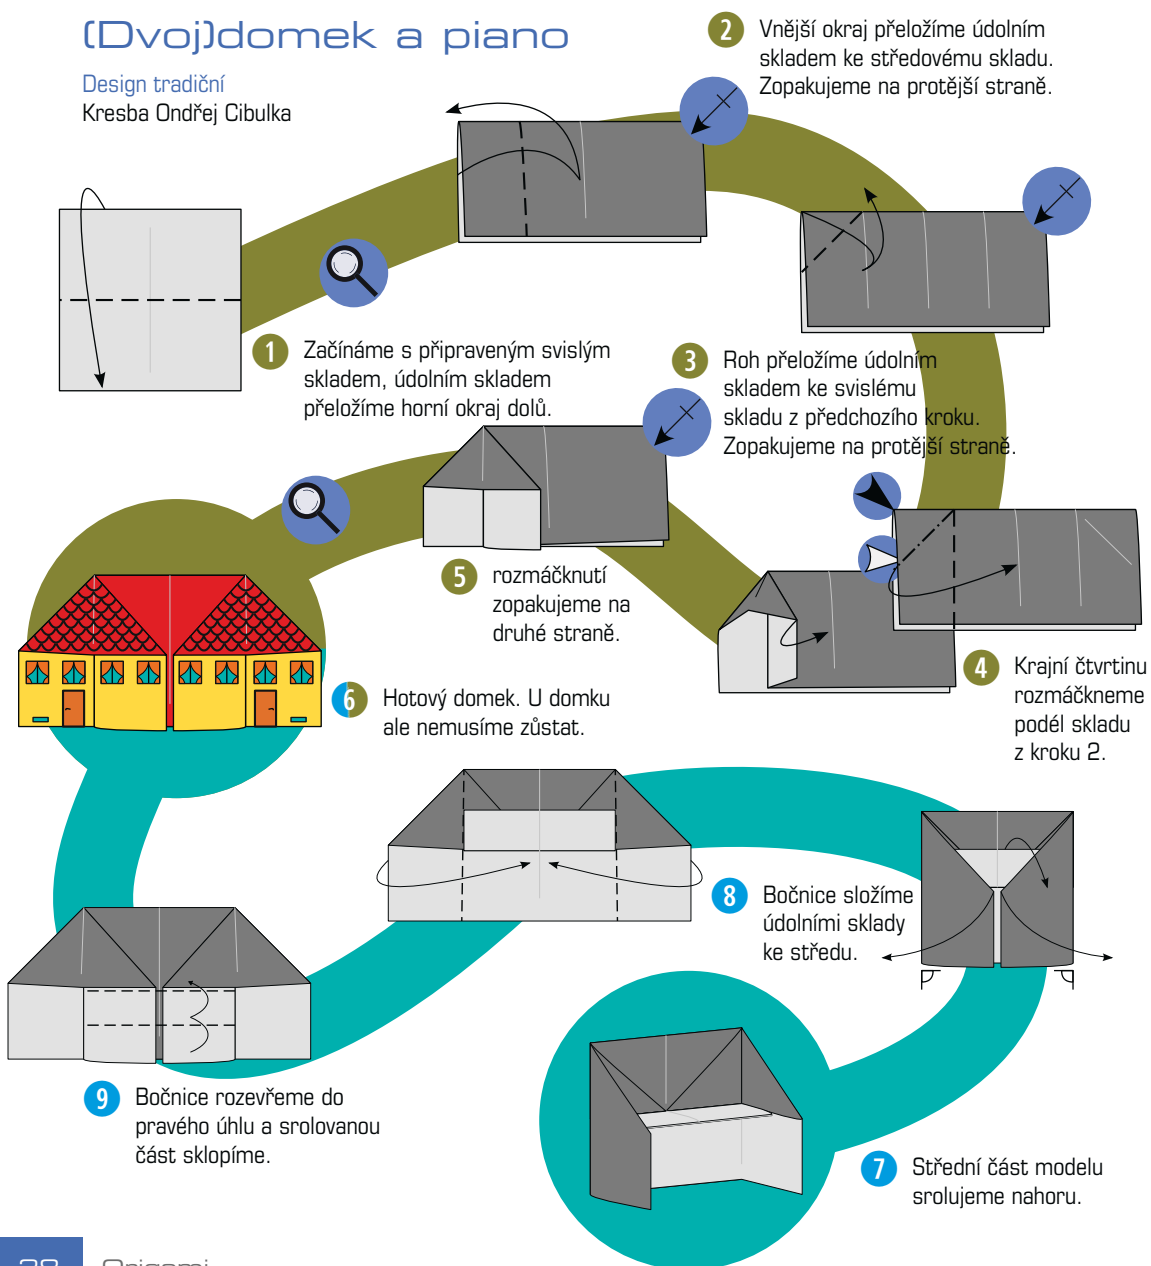 (Dvoj)domek a piano
Design tradiční
Kresba Ondřej Cibulka
1 Začínáme s připraveným svislým
skladem, údolním skladem
přeložíme horní okraj dolů.
2 Vnější okraj přeložíme údolním
skladem ke středovému skladu.
Zopakujeme na protější straně.
3 Roh přeložíme údolním
skladem ke svislému
skladu z předchozího kroku.
Zopakujeme na protější straně.
4 Krajní čtvrtinu
rozmáčkneme
podél skladu
z kroku 2.
5 rozmáčknutí
zopakujeme na
druhé straně.
6 Hotový domek. U domku
ale nemusíme zůstat.
8 Bočnice složíme
údolními sklady
ke středu.
9 Bočnice rozevřeme do
pravého úhlu a srolovanou
část sklopíme.
7 Střední část modelu
srolujeme nahoru.
Origami